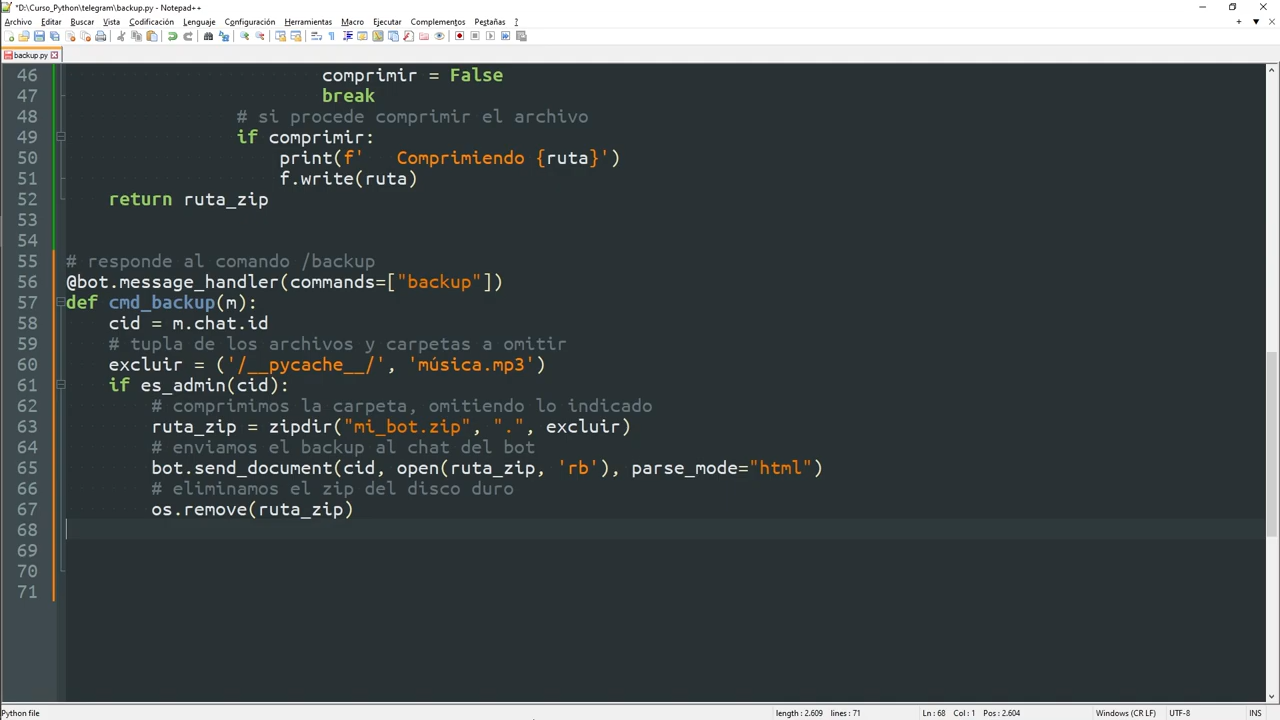 *D:\Curso_Python\telegram\backup.py - Notepad++
Archivo Editar Buscar Vista Codificación Lenguaje Configuración Herramientas Macro Ejecutar Complementos Pestañas ?
backup.py
46 comprimir = False
47 break
48 # si procede comprimir el archivo
49 if comprimir:
50 print(f'   Comprimiendo {ruta}')
51 f.write(ruta)
52 return ruta_zip
53
54
55 # responde al comando /backup
56 @bot.message_handler(commands=["backup"])
57 def cmd_backup(m):
58 cid = m.chat.id
59 # tupla de los archivos y carpetas a omitir
60 excluir = ('/__pycache__/', 'música.mp3')
61 if es_admin(cid):
62 # comprimimos la carpeta, omitiendo lo indicado
63 ruta_zip = zipdir("mi_bot.zip", ".", excluir)
64 # enviamos el backup al chat del bot
65 bot.send_document(cid, open(ruta_zip, 'rb'), parse_mode="html")
66 # eliminamos el zip del disco duro
67 os.remove(ruta_zip)
68
69
70
71
Python file length : 2.609 lines : 71 Ln : 68 Col : 1 Pos : 2.604 Windows (CR LF) UTF-8 INS